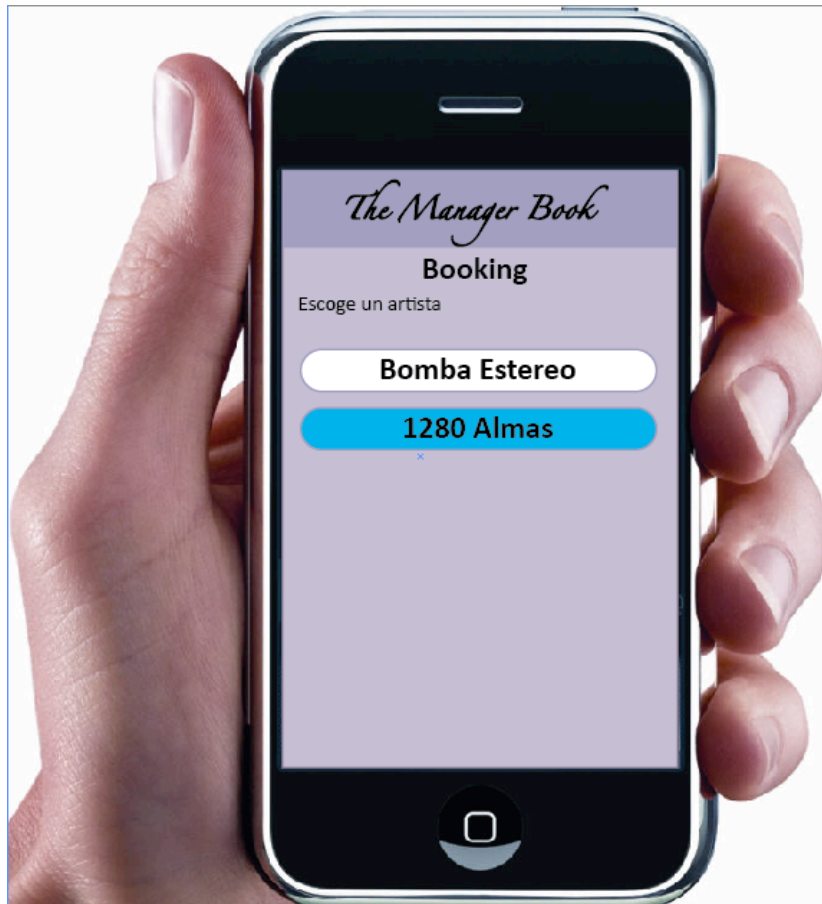 The Manager Book
Booking
Escoge un artista
Bomba Estereo
1280 Almas